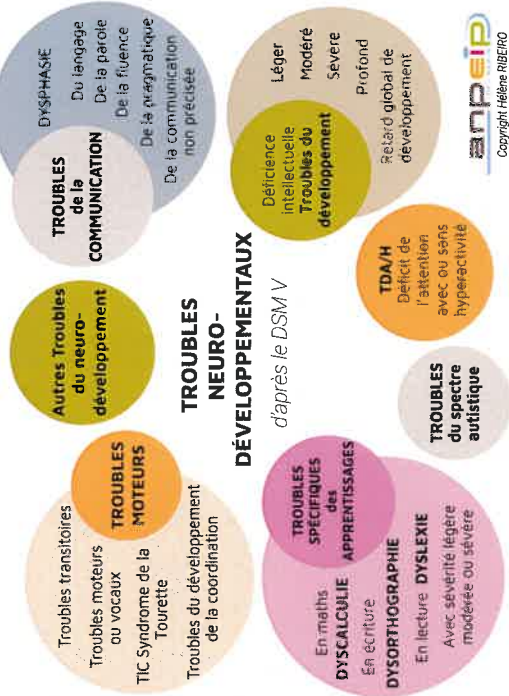 TROUBLES
NEURO-
DÉVELOPPEMENTAUX
d'après le DSM V
Troubles transitoires
Troubles moteurs
ou vocaux
TIC Syndrome de la
Tourette
Troubles du développement
de la coordination
TROUBLES
MOTEURS
Autres Troubles
du neuro-
développement
TROUBLES
de la
COMMUNICATION
DYSPHASIE
Du langage
De la parole
De la fluence
De la pragmatique
De la communication
non précisée
TROUBLES
SPÉCIFIQUES
des
APPRENTISSAGES
En maths
DYSCALCULIE
En écriture
DYSORTHOGRAPHIE
En lecture DYSLEXIE
Avec sévérité légère
modérée ou sévère
TROUBLES
du spectre
autistique
TDA/H
Déficit de
l'attention
avec ou sans
hyperactivité
Déficience
intellectuelle
Troubles du
développement
Léger
Modéré
Sévère
Profond
Retard global de
développement
anpeip
Copyright Hélène RIBEIRO